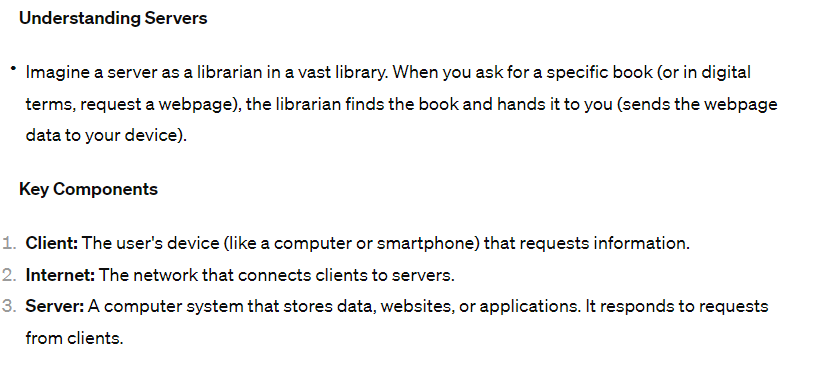 Understanding Servers
• Imagine a server as a librarian in a vast library. When you ask for a specific book (or in digital
terms, request a webpage), the librarian finds the book and hands it to you (sends the webpage
data to your device).
Key Components
1. Client: The user's device (like a computer or smartphone) that requests information.
2. Internet: The network that connects clients to servers.
3. Server: A computer system that stores data, websites, or applications. It responds to requests
from clients.